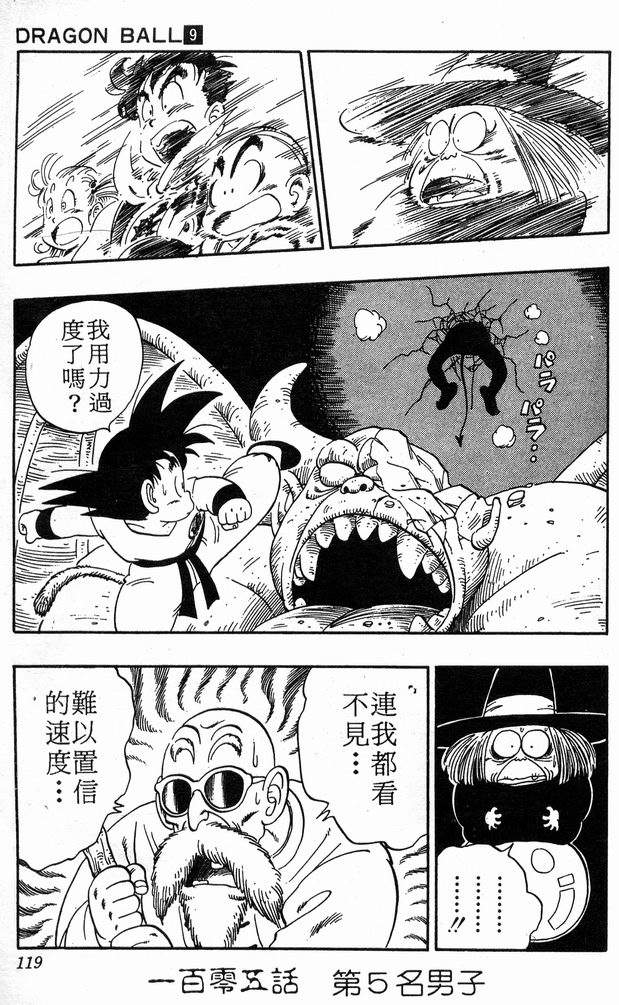 DRAGON BALL 9
我用力過
度了嗎?
パラ
パラ…
………
………!!
連我都看
不見…
難以置信
的速度…
119
一百零五話 第5名男子